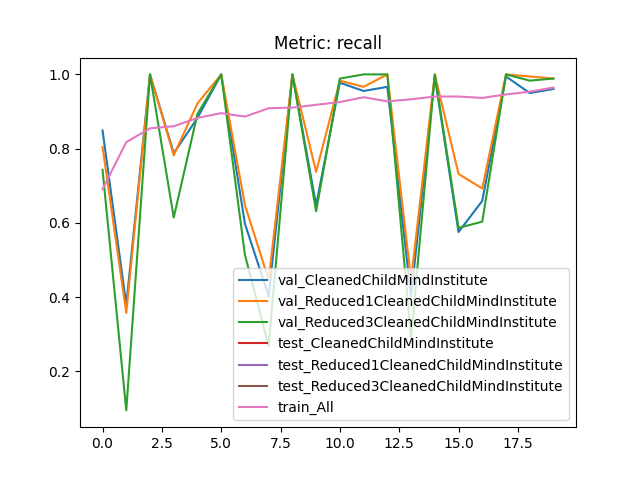 Metric: recall
1.0
0.8
0.6
0.4
0.2
val_CleanedChildMindInstitute
val_Reduced1CleanedChildMindInstitute
val_Reduced3CleanedChildMindInstitute
test_CleanedChildMindInstitute
test_Reduced1CleanedChildMindInstitute
test_Reduced3CleanedChildMindInstitute
train_All
0.0 2.5 5.0 7.5 10.0 12.5 15.0 17.5